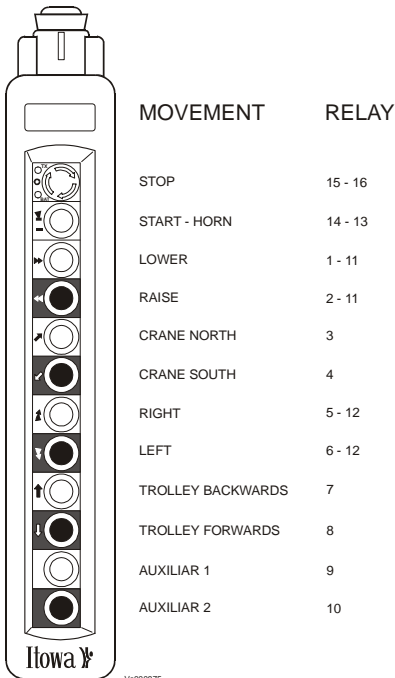 MOVEMENT RELAY
TX
BAT
STOP 15 - 16
START - HORN 14 - 13
LOWER 1 - 11
RAISE 2 - 11
CRANE NORTH 3
CRANE SOUTH 4
RIGHT 5 - 12
LEFT 6 - 12
TROLLEY BACKWARDS 7
TROLLEY FORWARDS 8
AUXILIAR 1 9
AUXILIAR 2 10
Itowa